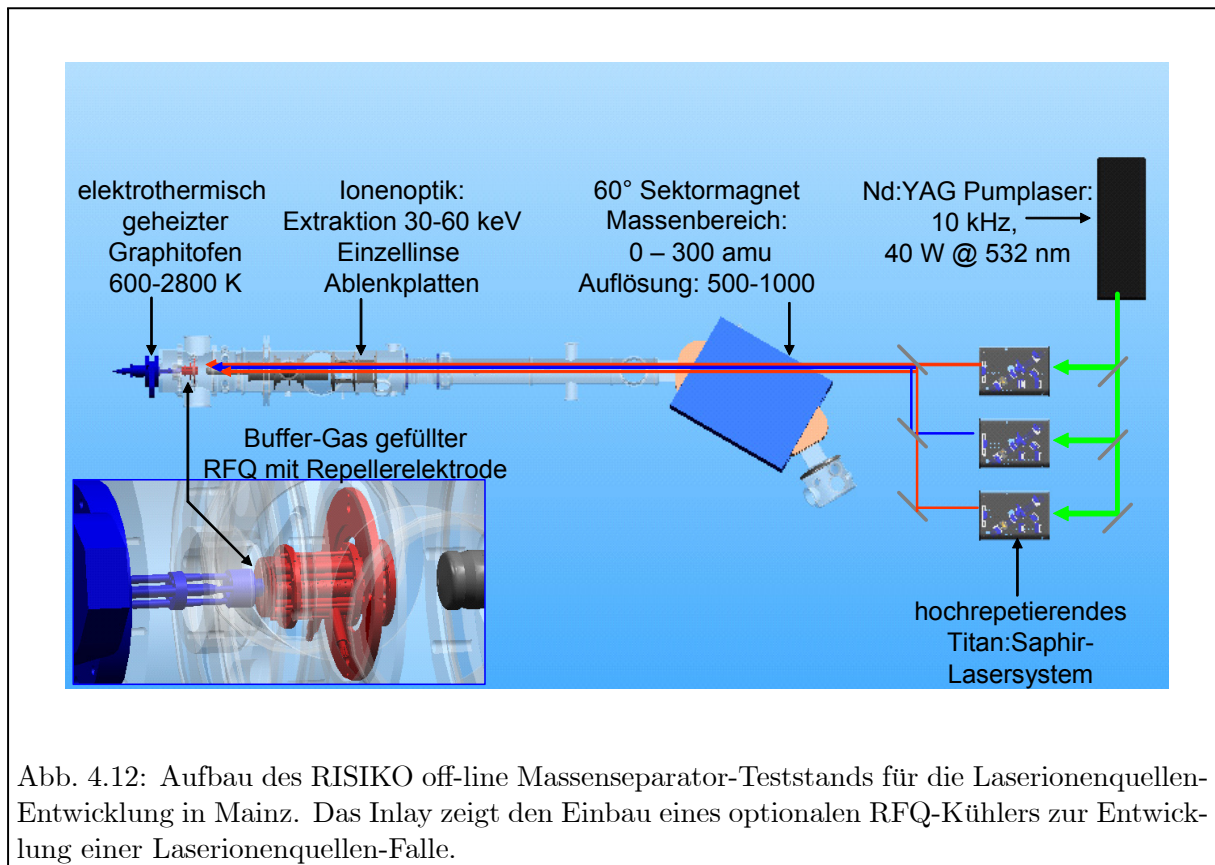 elektrothermisch
geheizter
Graphitofen
600-2800 K
Ionenoptik:
Extraktion 30-60 keV
Einzellinse
Ablenkplatten
60° Sektormagnet
Massenbereich:
0 – 300 amu
Auflösung: 500-1000
Nd:YAG Pumplaser:
10 kHz,
40 W @ 532 nm
Buffer-Gas gefüllter
RFQ mit Repellerelektrode
hochrepetierendes
Titan:Saphir-
Lasersystem
Abb. 4.12: Aufbau des RISIKO off-line Massenseparator-Teststands für die Laserionenquellen-
Entwicklung in Mainz. Das Inlay zeigt den Einbau eines optionalen RFQ-Kühlers zur Entwick-
lung einer Laserionenquellen-Falle.